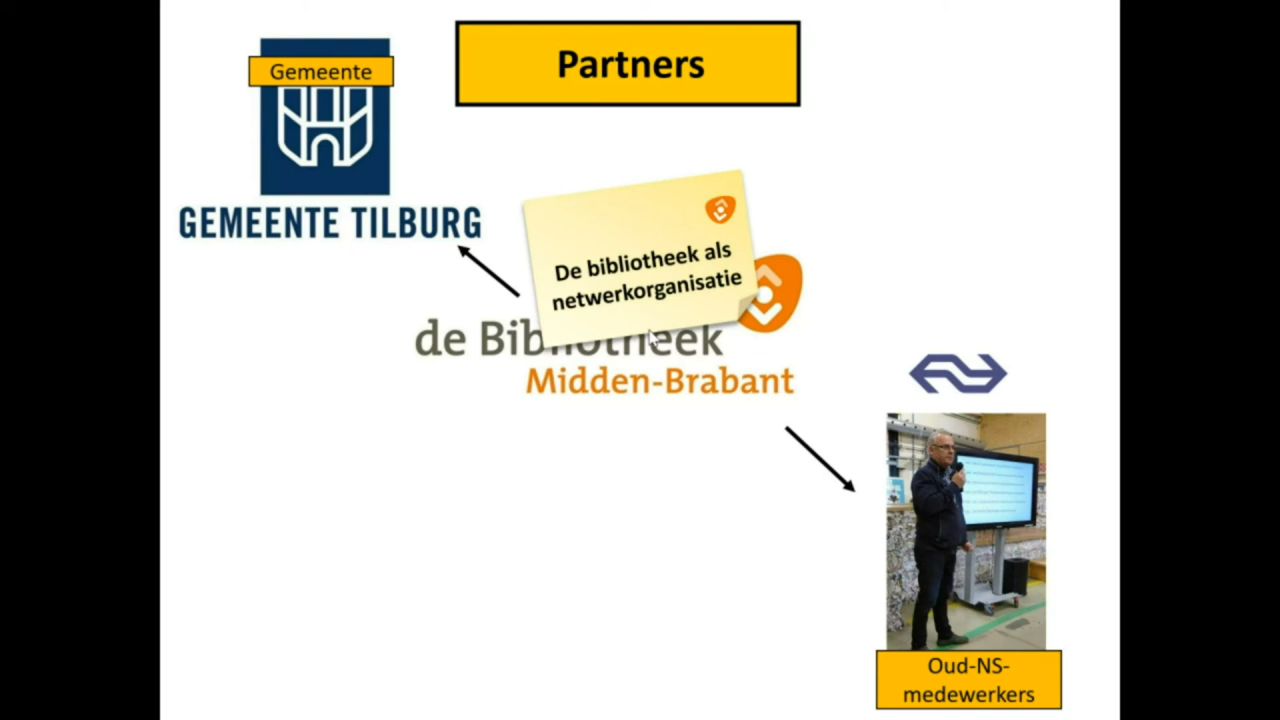 Partners
Gemeente
GEMEENTE TILBURG
De bibliotheek als
netwerkorganisatie
de Bibliotheek
Midden-Brabant
Oud-NS-
medewerkers